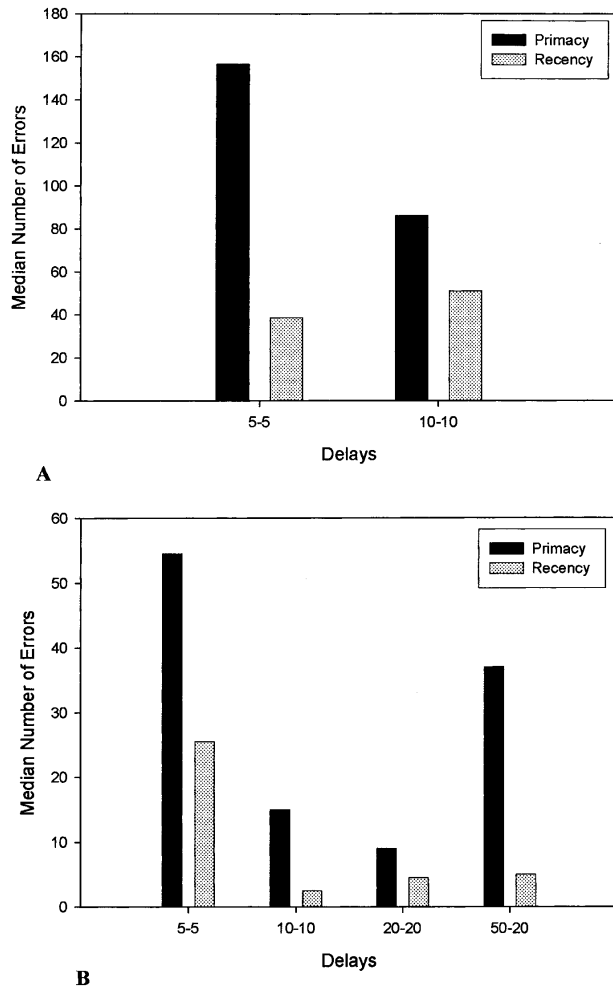 180
160
140
120
100
80
60
40
20
0
Median Number of Errors
Primacy
Recency
5-5
10-10
Delays
A
60
50
40
30
20
10
0
Median Number of Errors
Primacy
Recency
5-5
10-10
20-20
50-20
Delays
B